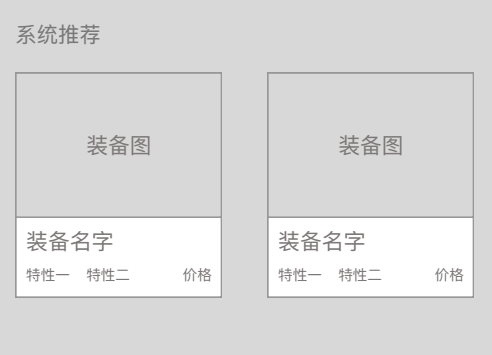 系统推荐
装备图 装备图
装备名字 装备名字
特性一 特性二 价格 特性一 特性二 价格